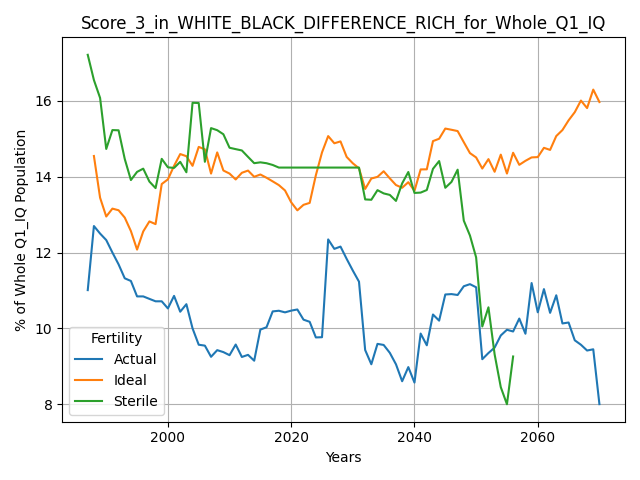 Score_3_in_WHITE_BLACK_DIFFERENCE_RICH_for_Whole_Q1_IQ
% of Whole Q1_IQ Population
16
14
12
10
8
Fertility
Actual
Ideal
Sterile
2000
2020
2040
2060
Years